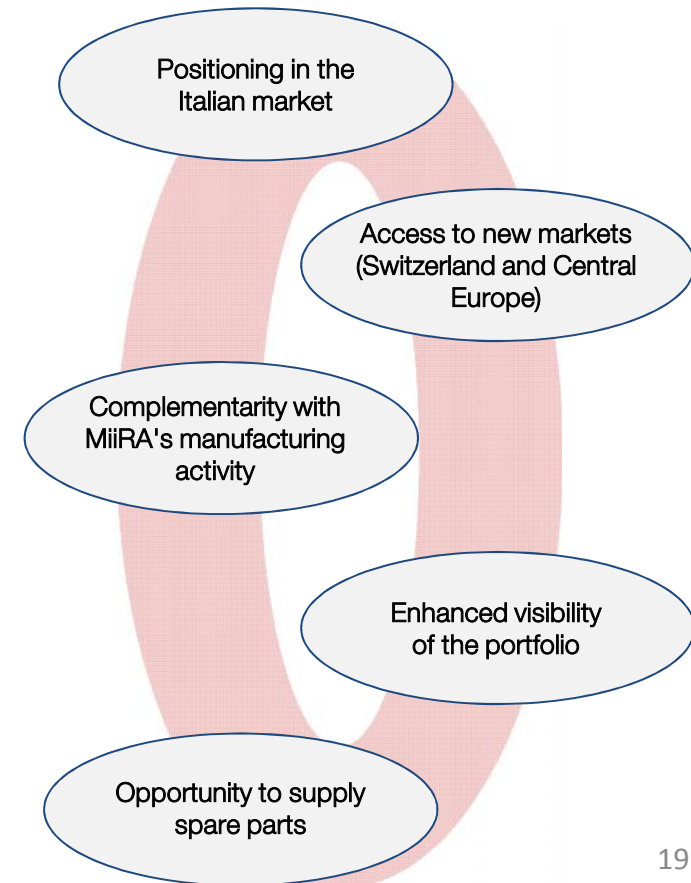 Positioning in the
Italian market
Access to new markets
(Switzerland and Central
Europe)
Complementarity with
MiiRA's manufacturing
activity
Enhanced visibility
of the portfolio
Opportunity to supply
spare parts
19